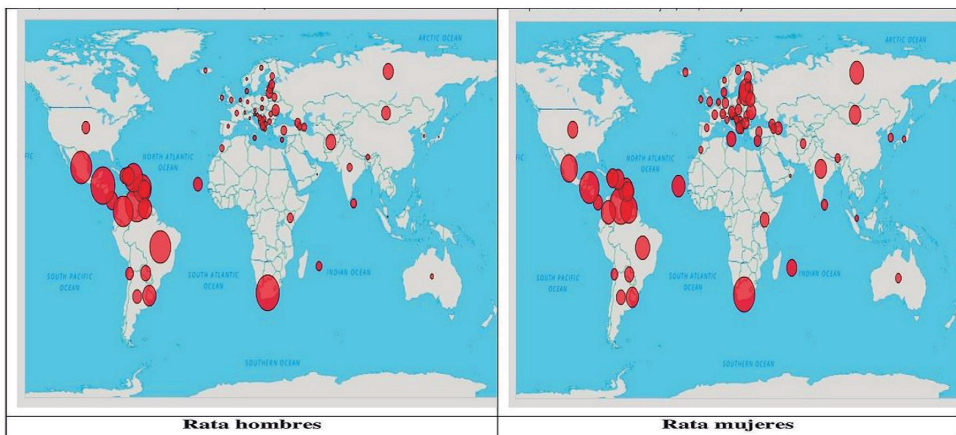 ARCTIC OCEAN
NORTH ATLANTIC
OCEAN
SOUTH PACIFIC
OCEAN
SOUTH ATLANTIC
OCEAN
INDIAN OCEAN
SOUTHERN OCEAN
Rata hombres
ARCTIC OCEAN
NORTH ATLANTIC
OCEAN
SOUTH PACIFIC
OCEAN
SOUTH ATLANTIC
OCEAN
INDIAN OCEAN
SOUTHERN OCEAN
Rata mujeres